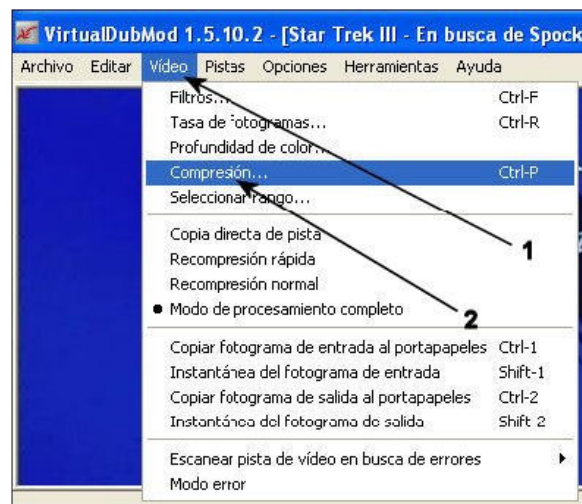 VirtualDubMod 1.5.10.2 - [Star Trek III - En busca de Spock
Archivo Editar Vídeo Pistas Opciones Herramientas Ayuda
Filtros... Ctrl-F
Tasa de fotogramas... Ctrl-R
Profundidad de color...
Compresión... Ctrl-P
Seleccionar rango...
Copia directa de pista
1
Recompresión rápida
Recompresión normal
Modo de procesamiento completo
2
Copiar fotograma de entrada al portapapeles Ctrl-1
Instantánea del fotograma de entrada Shift-1
Copiar fotograma de salida al portapapeles Ctrl-2
Instantánea del fotograma de salida Shift-2
Escanear pista de vídeo en busca de errores
Modo error